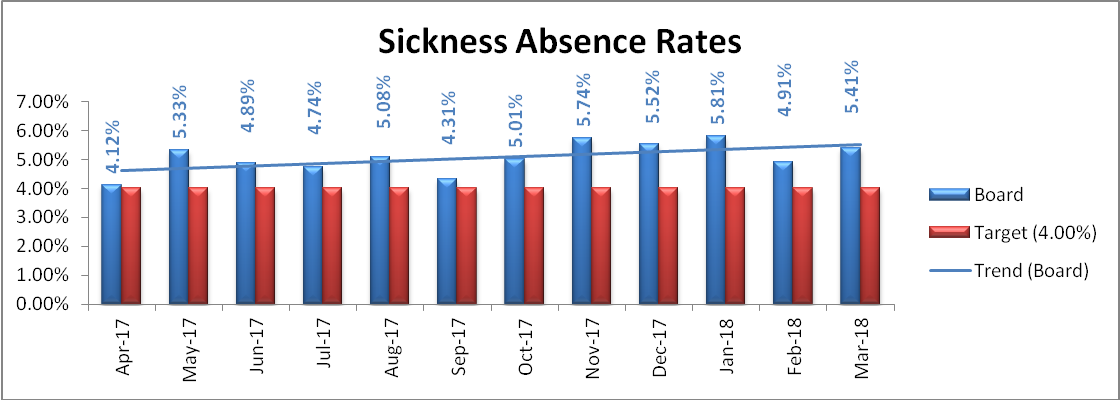 Sickness Absence Rates
7.00%
6.00%
5.00%
4.00%
3.00%
2.00%
1.00%
0.00%
4.12%
5.33%
4.89%
4.74%
5.08%
4.31%
5.01%
5.74%
5.52%
5.81%
4.91%
5.41%
Apr-17
May-17
Jun-17
Jul-17
Aug-17
Sep-17
Oct-17
Nov-17
Dec-17
Jan-18
Feb-18
Mar-18
Board
Target (4.00%)
Trend (Board)